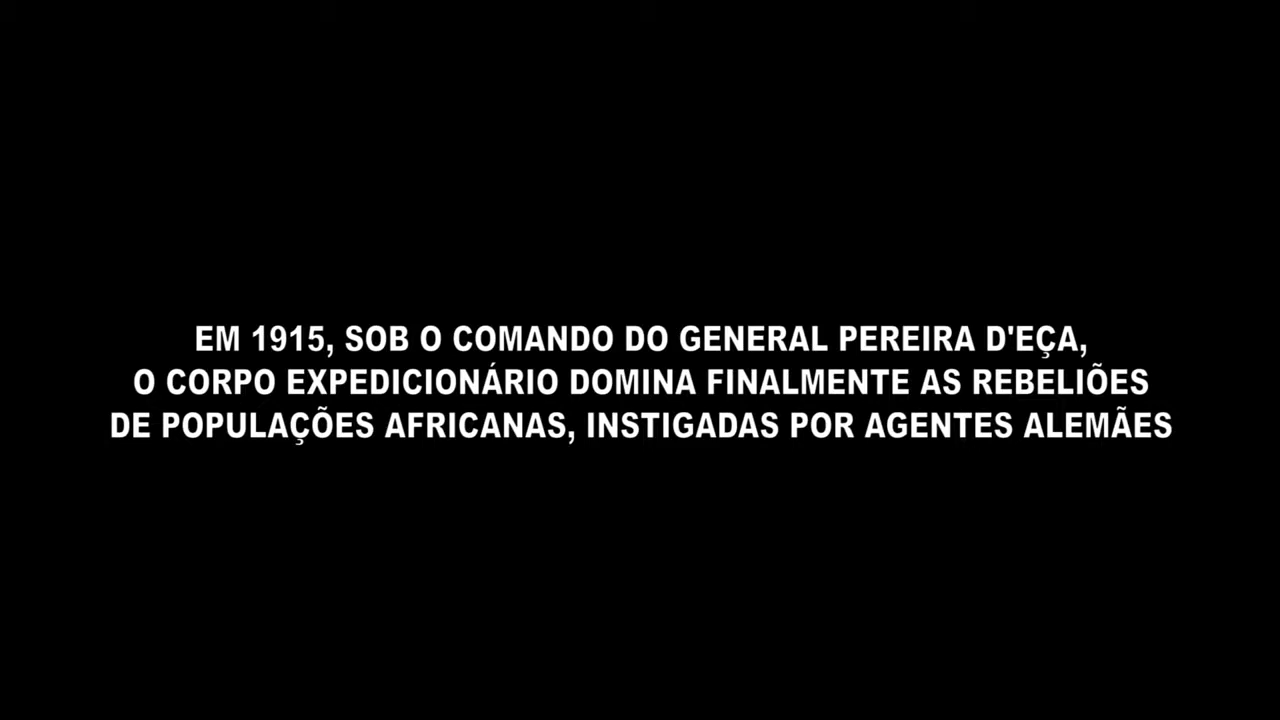 EM 1915, SOB O COMANDO DO GENERAL PEREIRA D'EÇA,
O CORPO EXPEDICIONÁRIO DOMINA FINALMENTE AS REBELIÕES
DE POPULAÇÕES AFRICANAS, INSTIGADAS POR AGENTES ALEMÃES